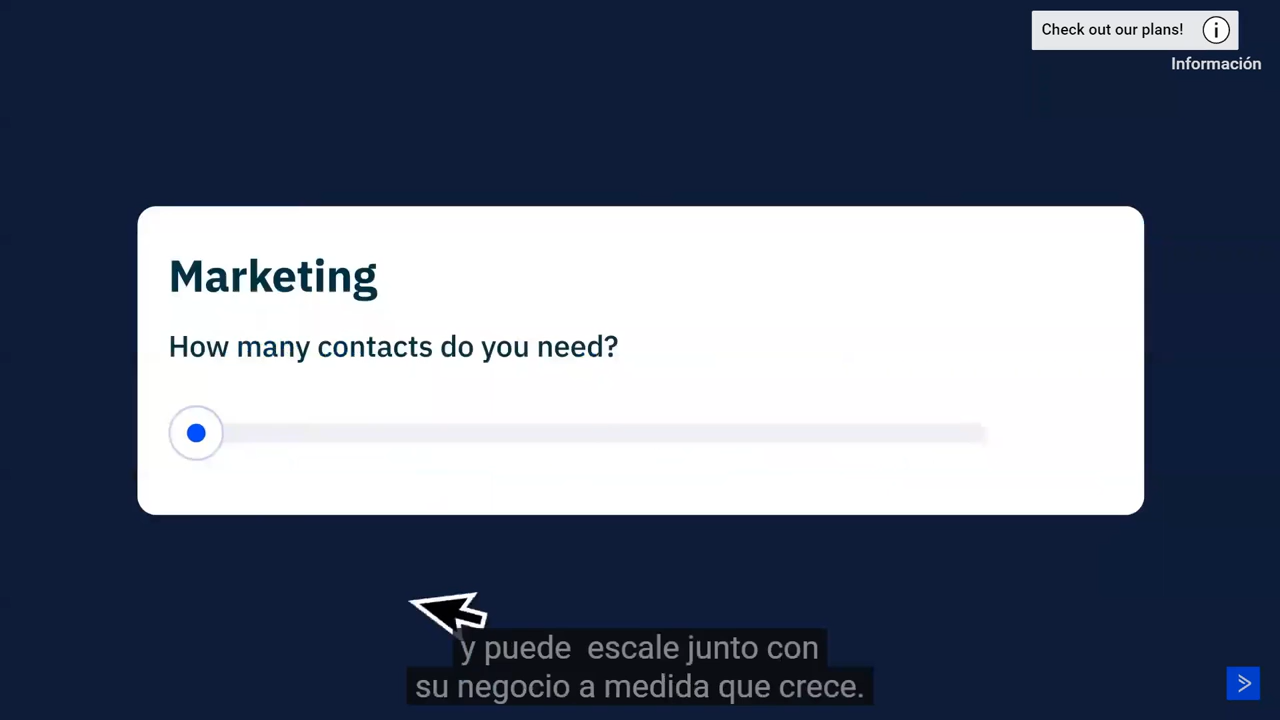 Check out our plans!
Información
Marketing
How many contacts do you need?
y puede escale junto con
su negocio a medida que crece.